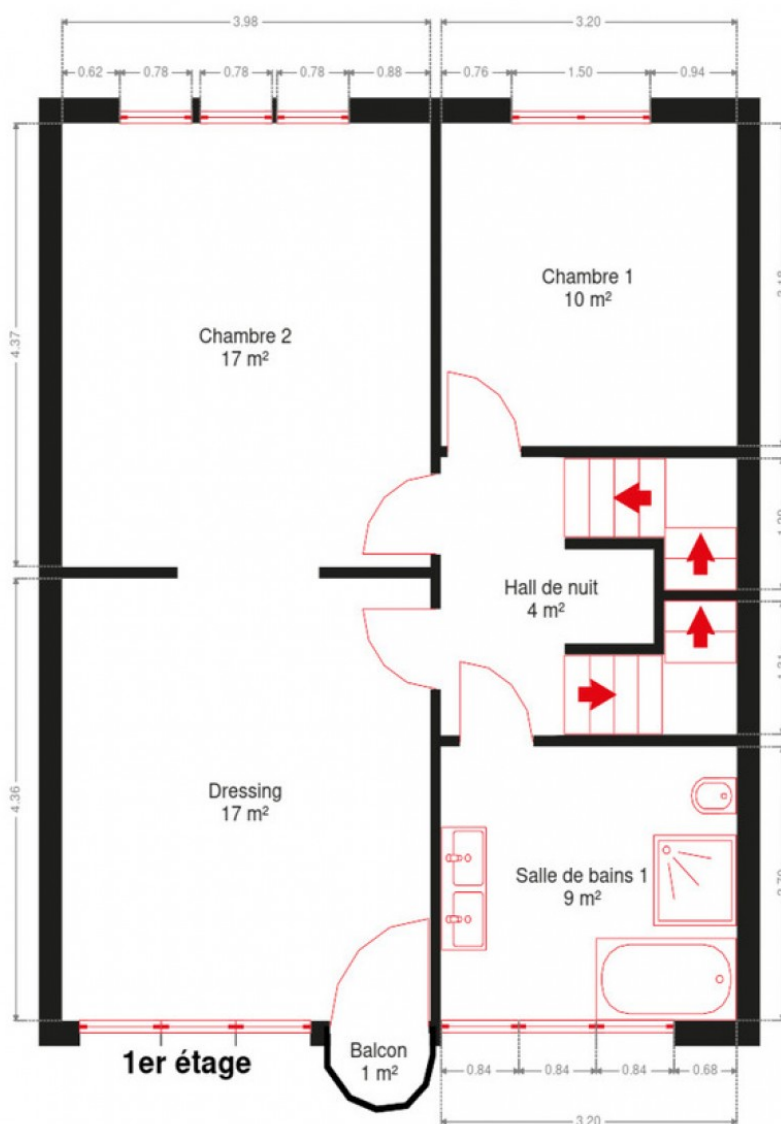 3.98
3.20
0.62
0.78
0.78
0.78
0.88
0.76
1.50
0.94
Chambre 1
10 m²
Chambre 2
17 m²
4.37
Hall de nuit
4 m²
Dressing
17 m²
4.36
Salle de bains 1
9 m²
Balcon
1 m²
1er étage
0.84
0.84
0.84
0.68
3.20